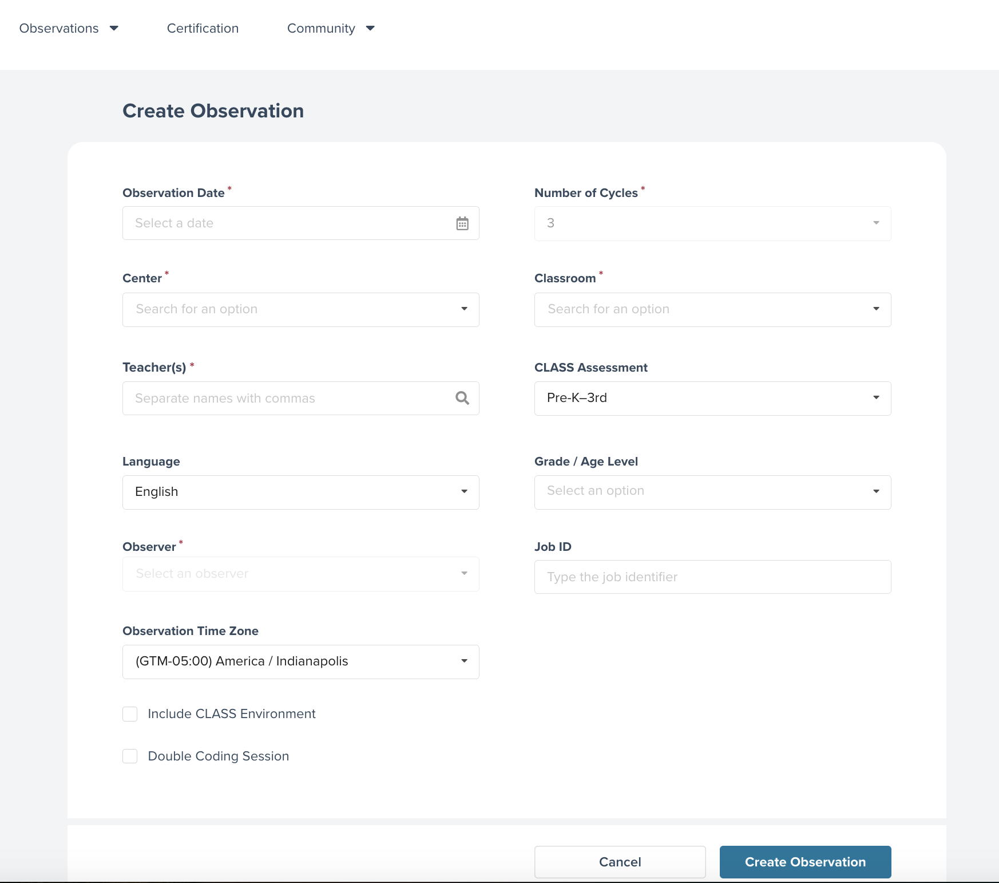 Observations Certification Community
Create Observation
Observation Date * Number of Cycles *
Select a date 3
Center * Classroom *
Search for an option Search for an option
Teacher(s) * CLASS Assessment
Separate names with commas Pre-K–3rd
Language Grade / Age Level
English Select an option
Observer * Job ID
Select an observer Type the job identifier
Observation Time Zone
(GTM-05:00) America / Indianapolis
Include CLASS Environment
Double Coding Session
Cancel Create Observation